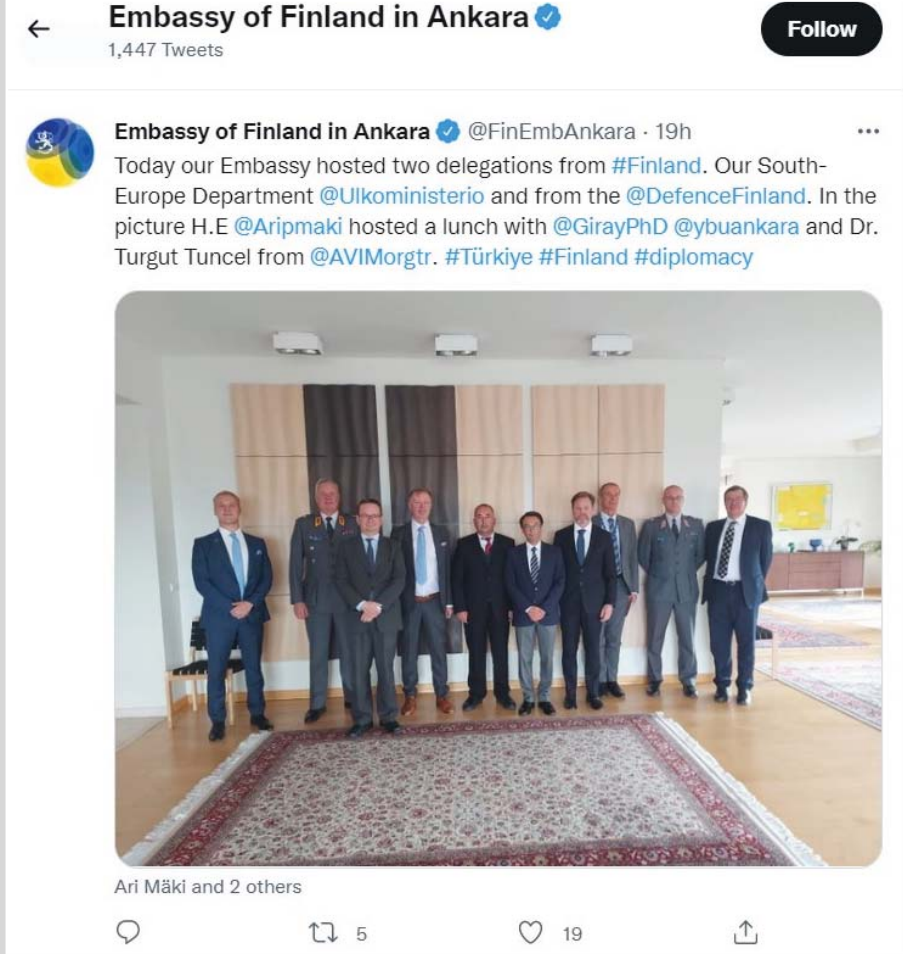 Embassy of Finland in Ankara
Follow
1,447 Tweets
Embassy of Finland in Ankara @FinEmbAnkara · 19h
Today our Embassy hosted two delegations from #Finland. Our South-
Europe Department @Ulkoministerio and from the @DefenceFinland. In the
picture H.E @Aripmaki hosted a lunch with @GirayPhD @ybuankara and Dr.
Turgut Tuncel from @AVIMorgtr. #Türkiye #Finland #diplomacy
Ari Mäki and 2 others
5
19